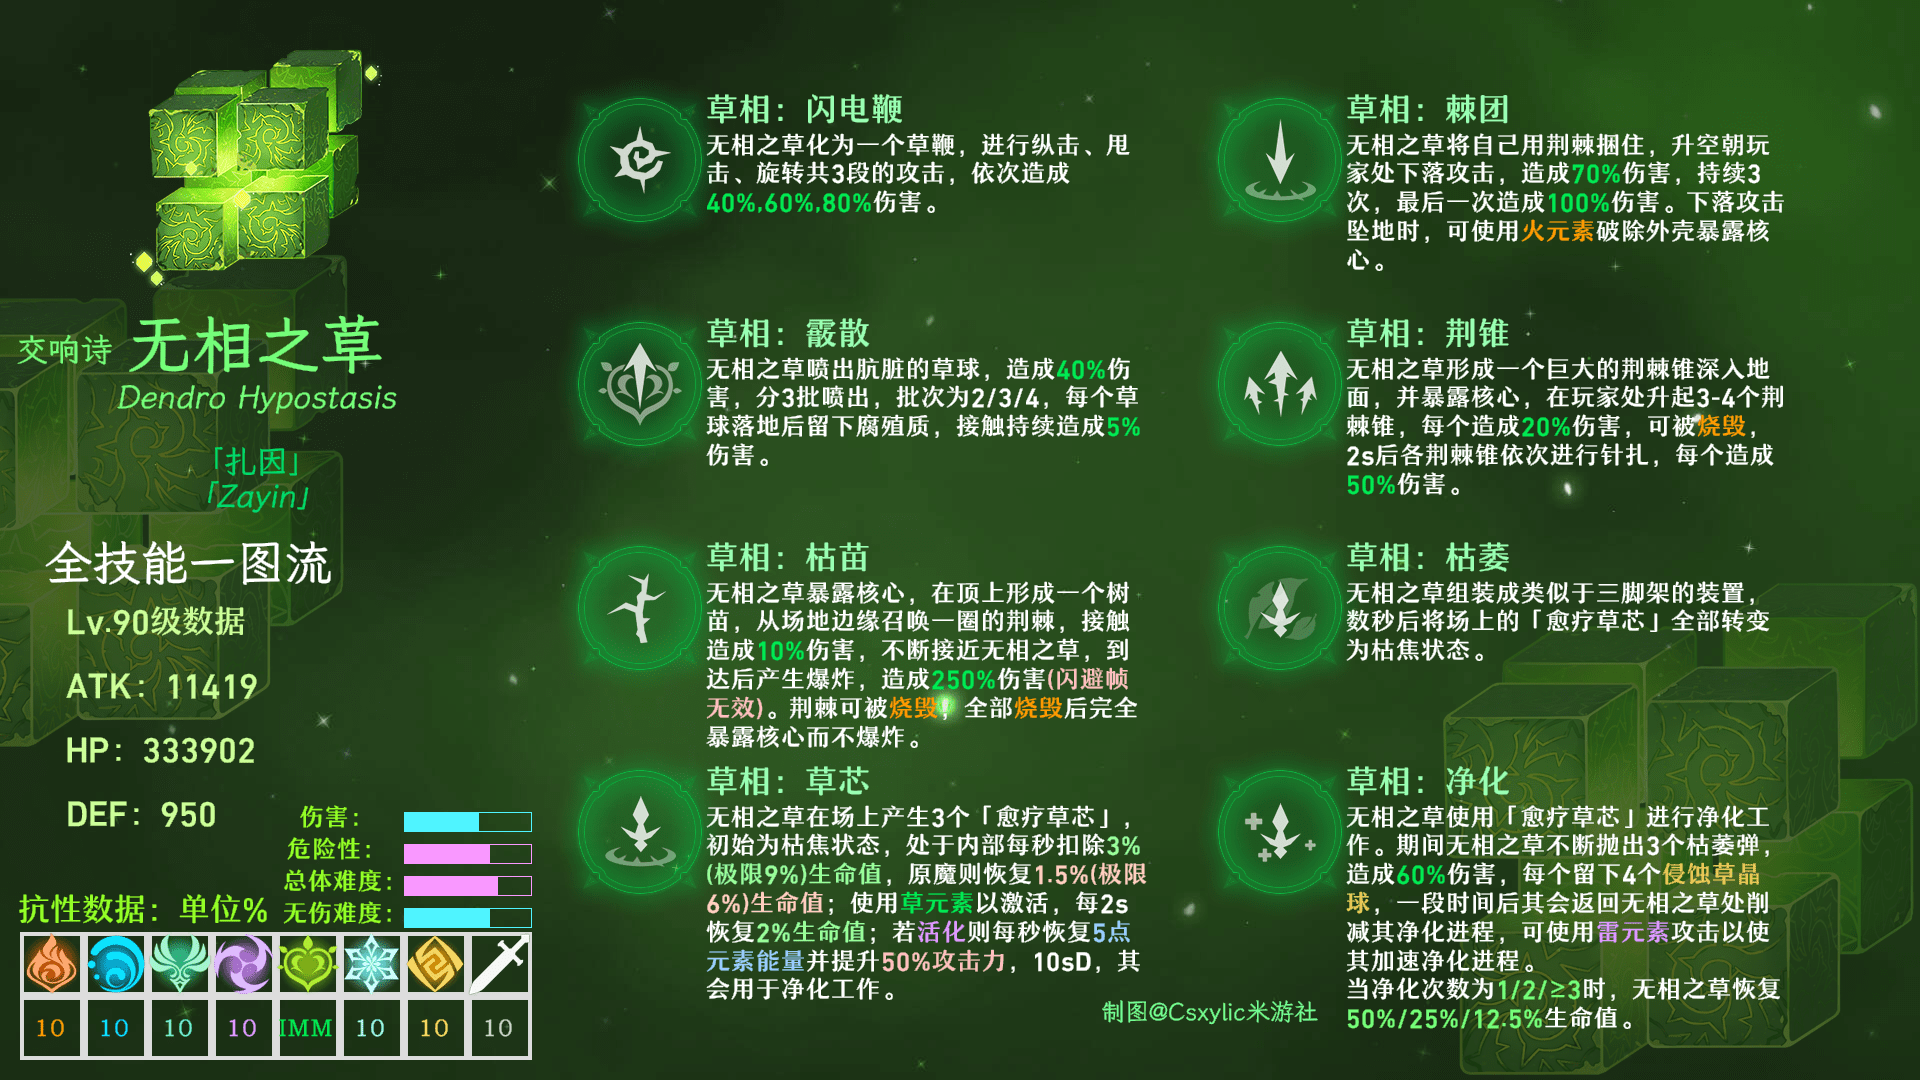 交响诗 无相之草
Dendro Hypostasis
「扎因」
「Zayin」
全技能一图流
Lv.90级数据
ATK：11419
HP：333902
DEF：950
伤害：
危险性：
总体难度：
无伤难度：
抗性数据：单位%
10 10 10 10 IMM 10 10 10
草相：闪电鞭
无相之草化为一个草鞭，进行纵击、甩
击、旋转共3段的攻击，依次造成
40%,60%,80%伤害。
草相：霰散
无相之草喷出肮脏的草球，造成40%伤
害，分3批喷出，批次为2/3/4，每个草
球落地后留下腐殖质，接触持续造成5%
伤害。
草相：枯苗
无相之草暴露核心，在顶上形成一个树
苗，从场地边缘召唤一圈的荆棘，接触
造成10%伤害，不断接近无相之草，到
达后产生爆炸，造成250%伤害(闪避帧
无效)。荆棘可被烧毁，全部烧毁后完全
暴露核心而不爆炸。
草相：草芯
无相之草在场上产生3个「愈疗草芯」，
初始为枯焦状态，处于内部每秒扣除3%
(极限9%)生命值，原魔则恢复1.5%(极限
6%)生命值；使用草元素以激活，每2s
恢复2%生命值；若活化则每秒恢复5点
元素能量并提升50%攻击力，10sD，其
会用于净化工作。
草相：棘团
无相之草将自己用荆棘捆住，升空朝玩
家处下落攻击，造成70%伤害，持续3
次，最后一次造成100%伤害。下落攻击
坠地时，可使用火元素破除外壳暴露核
心。
草相：荆锥
无相之草形成一个巨大的荆棘锥深入地
面，并暴露核心，在玩家处升起3-4个荆
棘锥，每个造成20%伤害，可被烧毁，
2s后各荆棘锥依次进行针扎，每个造成
50%伤害。
草相：枯萎
无相之草组装成类似于三脚架的装置，
数秒后将场上的「愈疗草芯」全部转变
为枯焦状态。
草相：净化
无相之草使用「愈疗草芯」进行净化工
作。期间无相之草不断抛出3个枯萎弹，
造成60%伤害，每个留下4个侵蚀草晶
球，一段时间后其会返回无相之草处削
减其净化进程，可使用雷元素攻击以使
其加速净化进程。
当净化次数为1/2/≥3时，无相之草恢复
50%/25%/12.5%生命值。
制图@Csxylic米游社